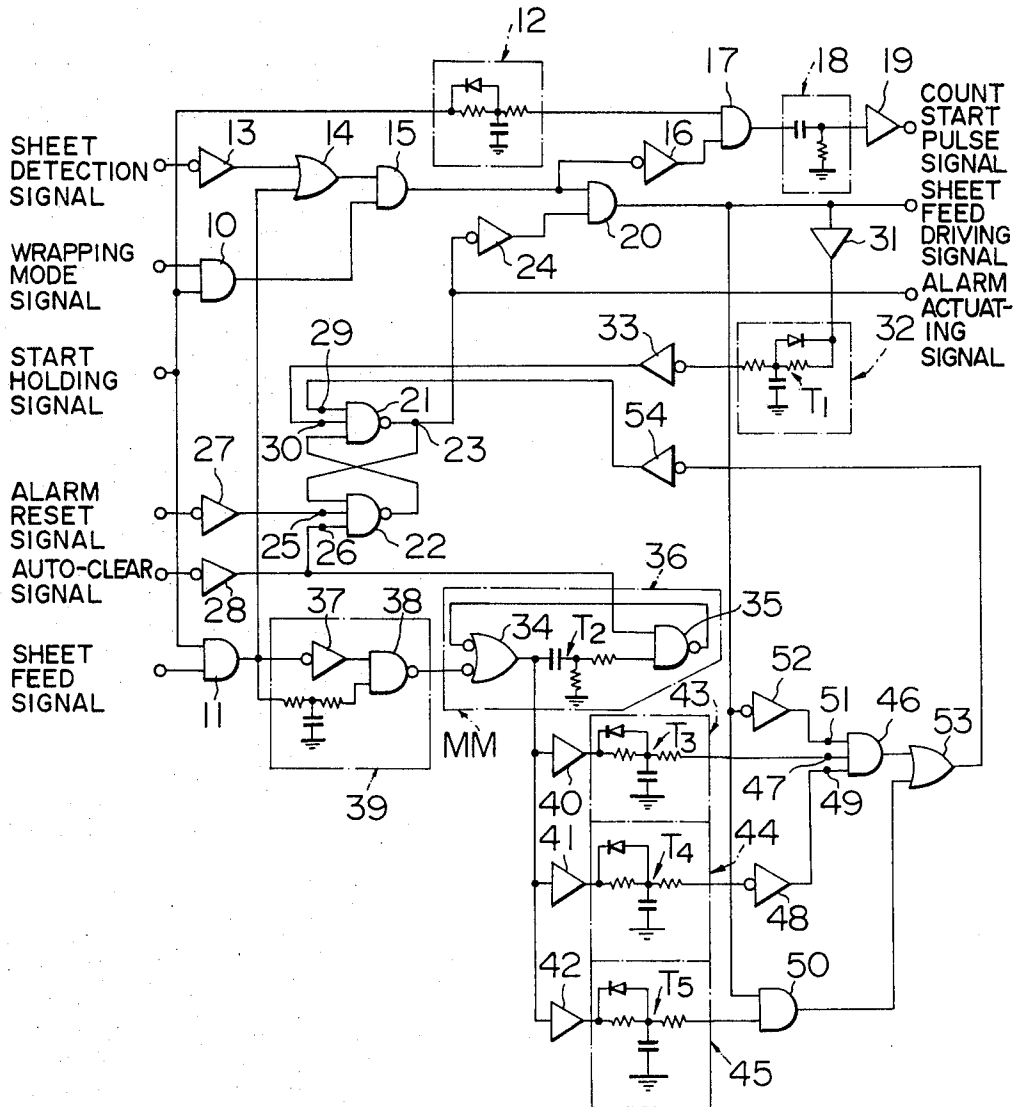 12
17
18
19
COUNT
START
PULSE
SIGNAL
SHEET
DETECTION
SIGNAL
13
14
15
16
SHEET
FEED
DRIVING
SIGNAL
10
20
31
WRAPPING
MODE
SIGNAL
24
ALARM
ACTUAT-
ING
SIGNAL
START
HOLDING
SIGNAL
29
21
33
32
T1
30
23
54
ALARM
RESET
SIGNAL
27
25
26
22
AUTO-CLEAR
SIGNAL
28
36
35
SHEET
FEED
SIGNAL
11
37
38
34
T2
39
MM
43
52
51
46
53
40
T3
47
49
41
T4
44
48
42
T5
50
45